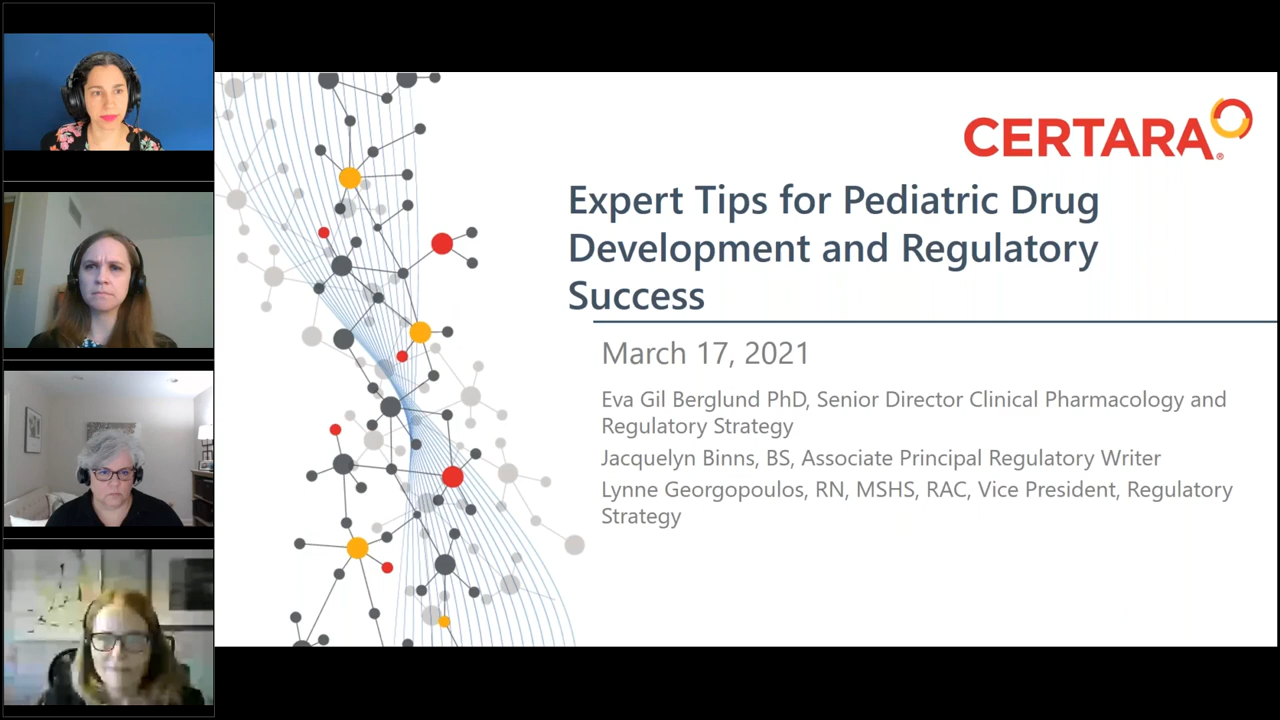 CERTARA®
Expert Tips for Pediatric Drug
Development and Regulatory
Success
March 17, 2021
Eva Gil Berglund PhD, Senior Director Clinical Pharmacology and
Regulatory Strategy
Jacquelyn Binns, BS, Associate Principal Regulatory Writer
Lynne Georgopoulos, RN, MSHS, RAC, Vice President, Regulatory
Strategy